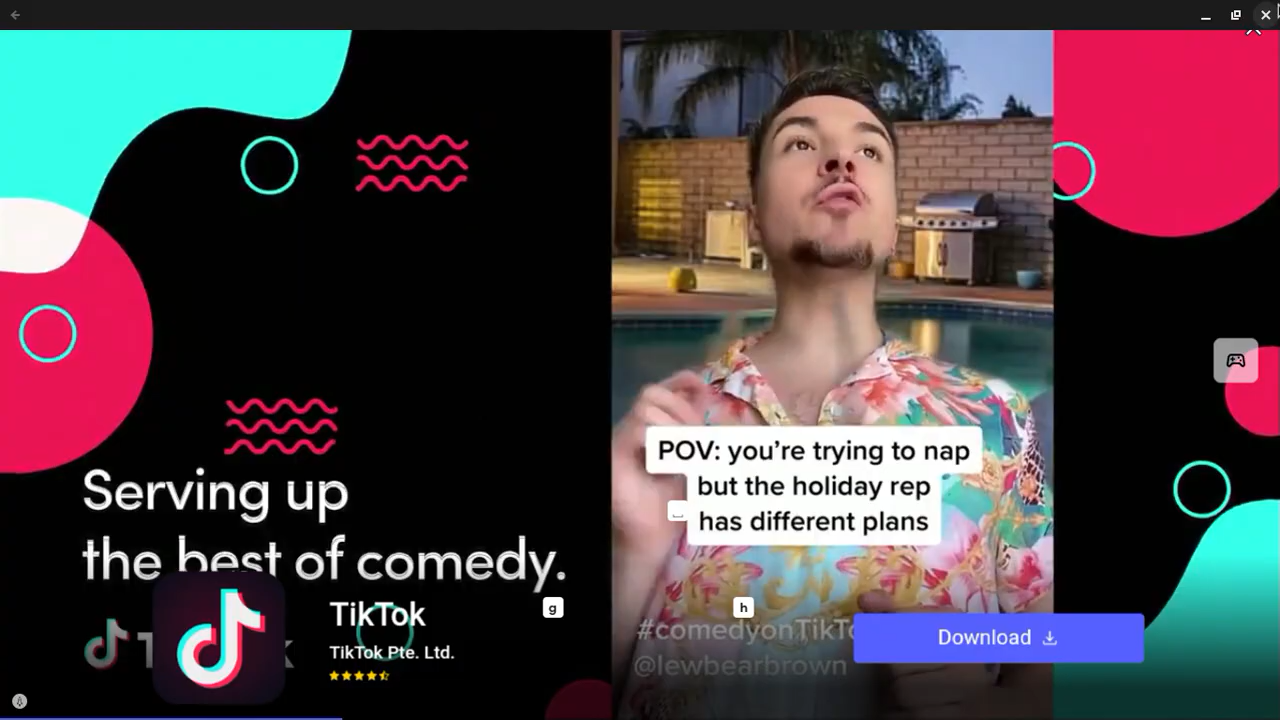 POV: you're trying to nap
but the holiday rep
has different plans
Serving up
the best of comedy.
TikTok
TikTok Pte. Ltd.
g
h
#comedyonTikTo
@lewbearbrown
Download